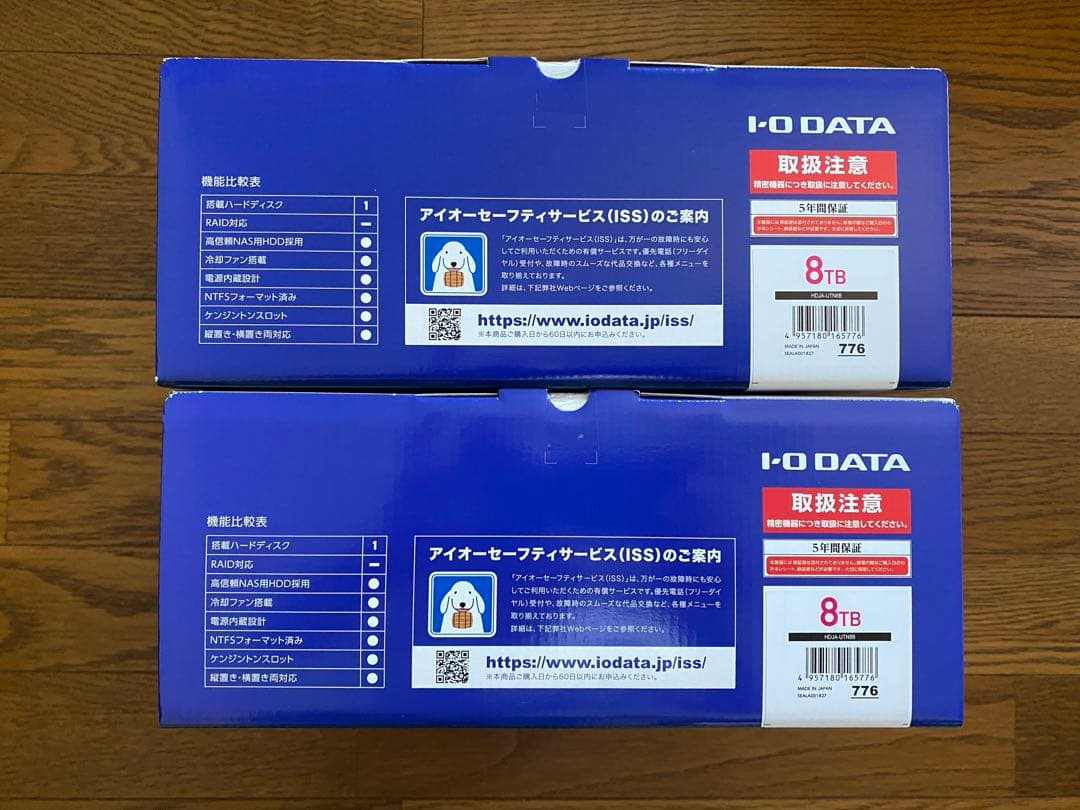 I-O DATA
取扱注意
精密機器につき取扱に注意してください。
5年間保証
8TB
HDJA-UTN8B
4 957180 165776
MADE IN JAPAN
SEALA001827
776
機能比較表
搭載ハードディスク 1
RAID対応 ー
高信頼NAS用HDD採用 ●
冷却ファン搭載 ●
電源内蔵設計 ●
NTFSフォーマット済み ●
ケンジントンスロット ●
縦置き・横置き両対応 ●
アイオーセーフティサービス(ISS)のご案内
「アイオーセーフティサービス(ISS)」は、万が一の故障時にも安心
してご利用いただくための有償サービスです。優先電話(フリーダイ
ヤル)受付や、故障時のスムーズな代品交換など、各種メニューを
取り揃えております。
詳細は、下記弊社Webページをご参照ください。
https://www.iodata.jp/iss/
※本商品ご購入日から60日以内にお申込みください。
I-O DATA
取扱注意
精密機器につき取扱に注意してください。
5年間保証
8TB
HDJA-UTN8B
4 957180 165776
MADE IN JAPAN
SEALA001827
776
機能比較表
搭載ハードディスク 1
RAID対応 ー
高信頼NAS用HDD採用 ●
冷却ファン搭載 ●
電源内蔵設計 ●
NTFSフォーマット済み ●
ケンジントンスロット ●
縦置き・横置き両対応 ●
アイオーセーフティサービス(ISS)のご案内
「アイオーセーフティサービス(ISS)」は、万が一の故障時にも安心
してご利用いただくための有償サービスです。優先電話(フリーダイ
ヤル)受付や、故障時のスムーズな代品交換など、各種メニューを
取り揃えております。
詳細は、下記弊社Webページをご参照ください。
https://www.iodata.jp/iss/
※本商品ご購入日から60日以内にお申込みください。